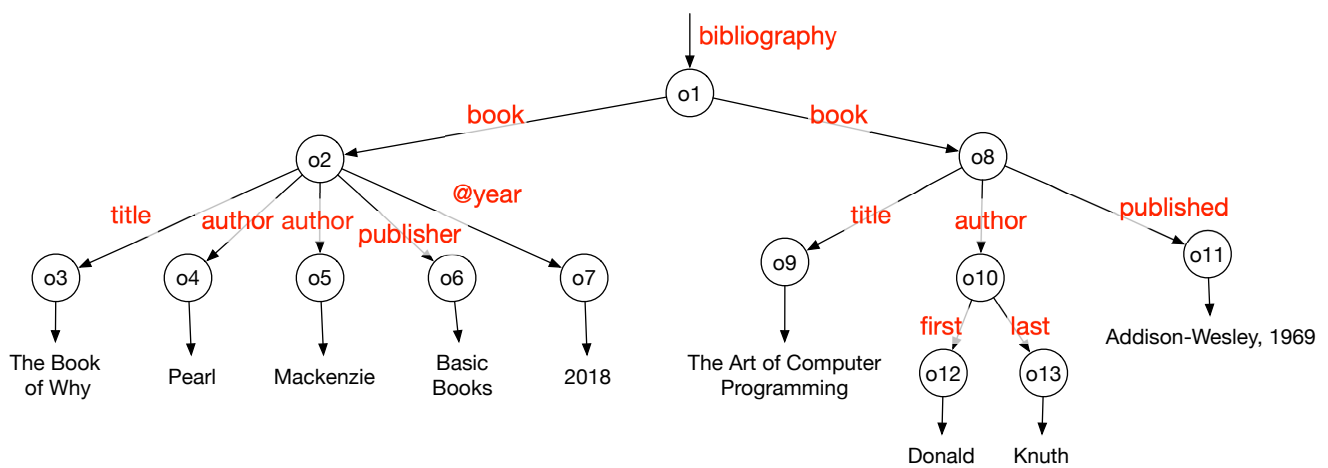 bibliography
o1
book
book
o2
o8
@year
title
author
author
publisher
title
author
published
o3
o4
o5
o6
o7
o9
o10
o11
first
last
Addison-Wesley, 1969
The Book
of Why
Pearl
Mackenzie
Basic
Books
2018
The Art of Computer
Programming
o12
o13
Donald
Knuth